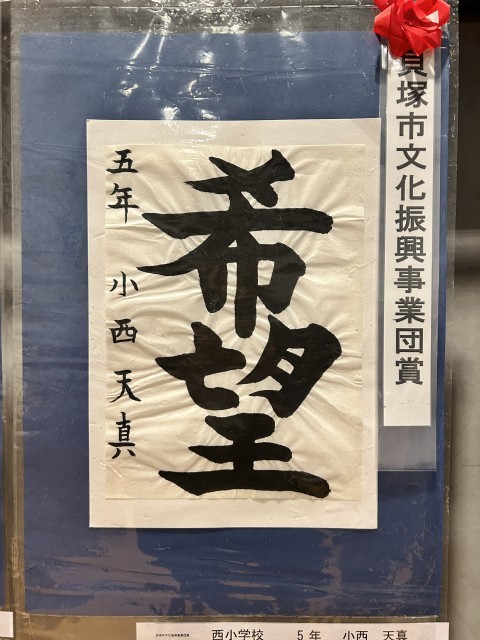 貝塚市文化振興事業団賞
希望
五年 小西天真
西小学校 5年 小西 天真